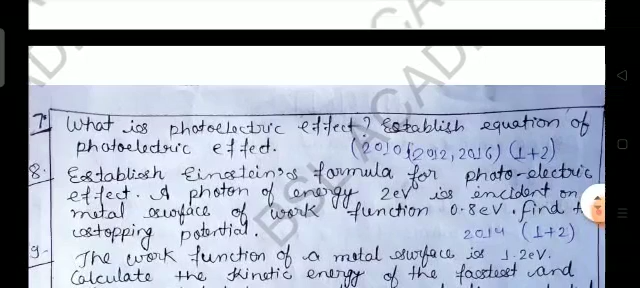 BSH ACADE
7. What ios photoelectric effect? Establish equation of
photoelectric effect. (2010, 2012, 2016) (1+2)
8. Establish Einstein's formula for photo-electric
effect. A photon of energy 2eV is incident on
metal surface of work function 0.8eV. find
stopping potential. 2014 (1+2)
9. The work function of a metal surface is 1.2eV.
Calculate the kinetic energy of the fastest and